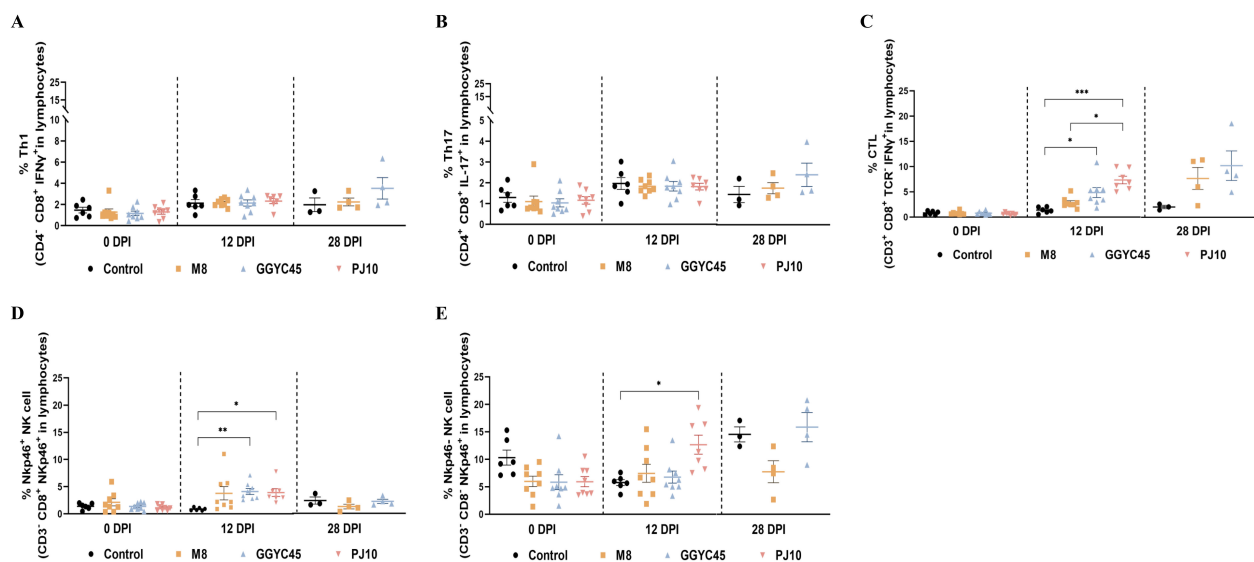 A
% Th1
(CD4⁻ CD8⁺ IFNγ⁺in lymphocytes)
25
15
10
8
6
4
2
0
0 DPI
12 DPI
28 DPI
Control
M8
GGYC45
PJ10
B
% Th17
(CD4⁺ CD8⁺ IL-17⁺ in lymphocytes)
25
15
5
4
3
2
1
0
0 DPI
12 DPI
28 DPI
Control
M8
GGYC45
PJ10
C
% CTL
(CD3⁺ CD8⁺ TCR⁻ IFNγ⁺in lymphocytes)
25
20
15
10
5
0
***
*
*
0 DPI
12 DPI
28 DPI
Control
M8
GGYC45
PJ10
D
% Nkp46⁺ NK cell
(CD3⁻ CD8⁺ NKp46⁺ in lymphocytes)
25
20
15
10
5
0
*
**
0 DPI
12 DPI
28 DPI
Control
M8
GGYC45
PJ10
E
% Nkp46- NK cell
(CD3⁻ CD8⁻ NKp46⁺ in lymphocytes)
25
20
15
10
5
0
*
0 DPI
12 DPI
28 DPI
Control
M8
GGYC45
PJ10